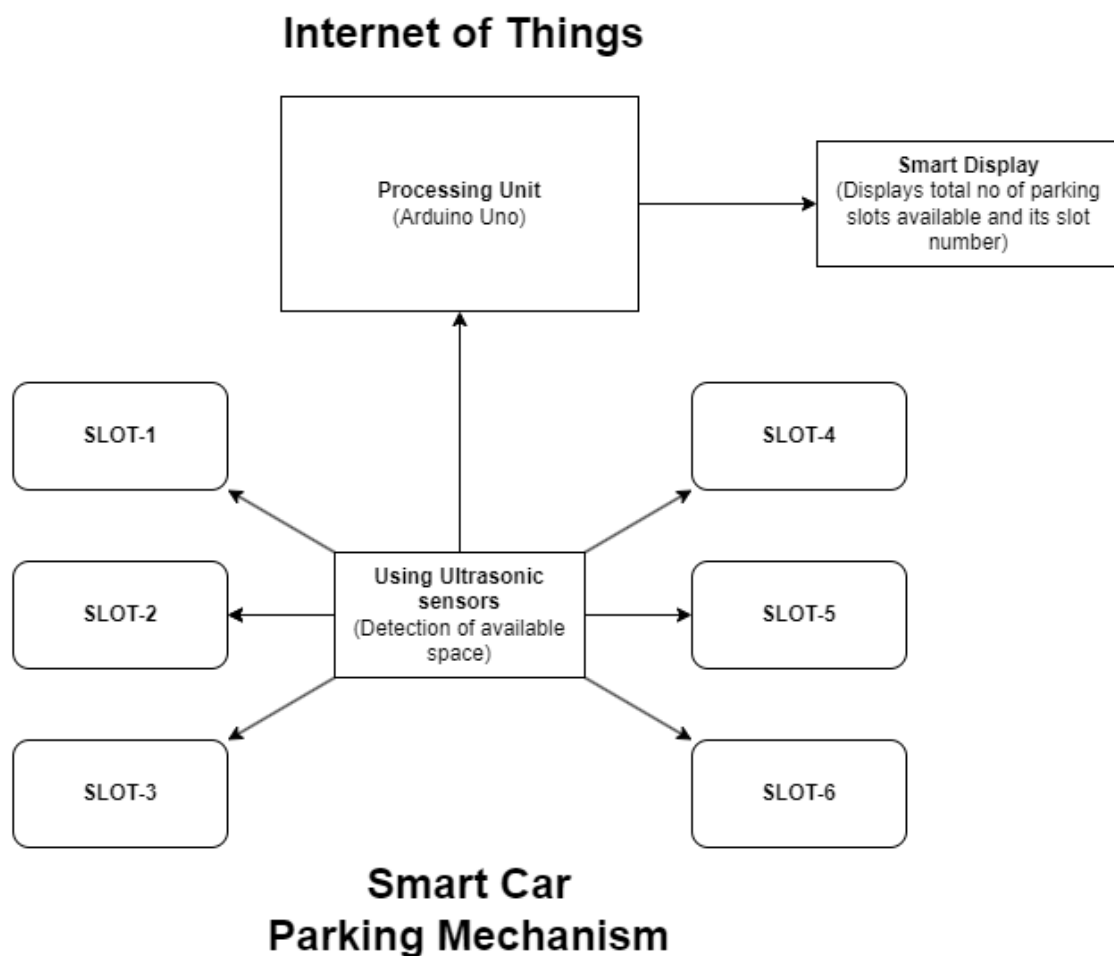 Internet of Things
Processing Unit
(Arduino Uno)
Smart Display
(Displays total no of parking
slots available and its slot
number)
SLOT-1
SLOT-4
Using Ultrasonic
sensors
(Detection of available
space)
SLOT-2
SLOT-5
SLOT-3
SLOT-6
Smart Car
Parking Mechanism